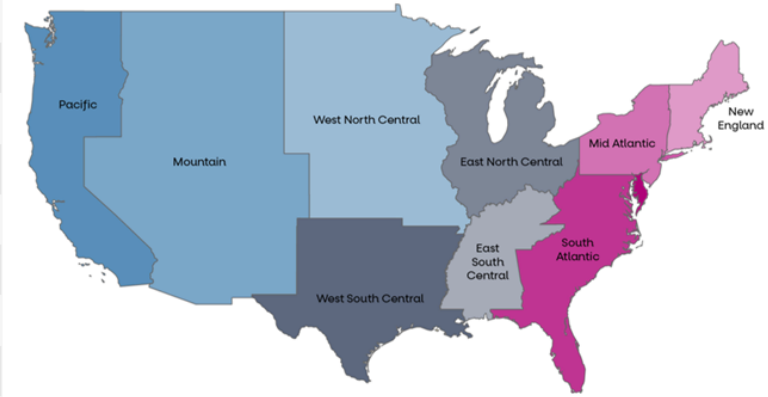 Pacific
Mountain
West North Central
East North Central
Mid Atlantic
New
England
West South Central
East
South
Central
South
Atlantic